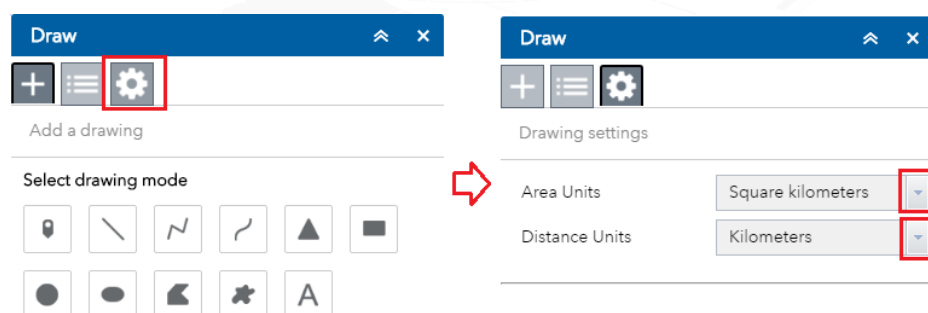 Draw
Add a drawing
Select drawing mode
A
Draw
Drawing settings
Area Units
Square kilometers
Distance Units
Kilometers